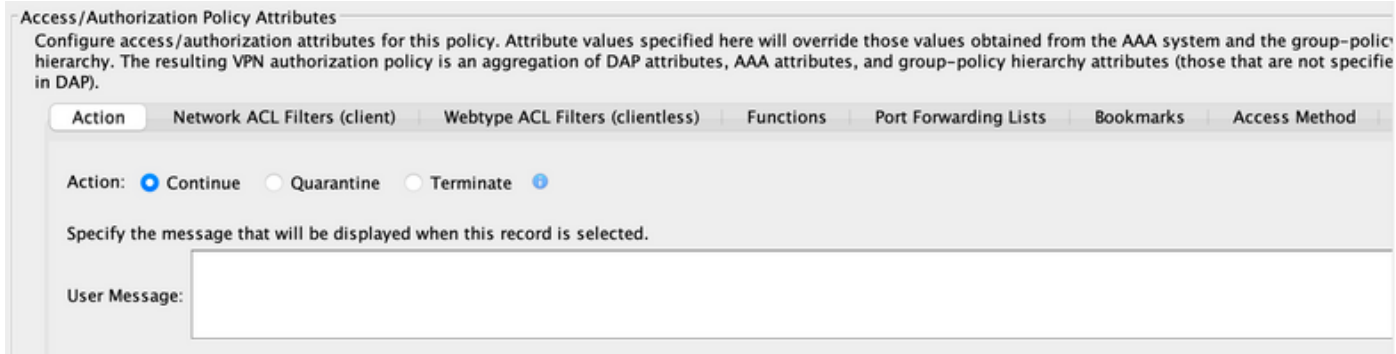 Access/Authorization Policy Attributes
Configure access/authorization attributes for this policy. Attribute values specified here will override those values obtained from the AAA system and the group-policy
hierarchy. The resulting VPN authorization policy is an aggregation of DAP attributes, AAA attributes, and group-policy hierarchy attributes (those that are not specifie
in DAP).
Action Network ACL Filters (client) Webtype ACL Filters (clientless) Functions Port Forwarding Lists Bookmarks Access Method
Action: Continue Quarantine Terminate
Specify the message that will be displayed when this record is selected.
User Message: